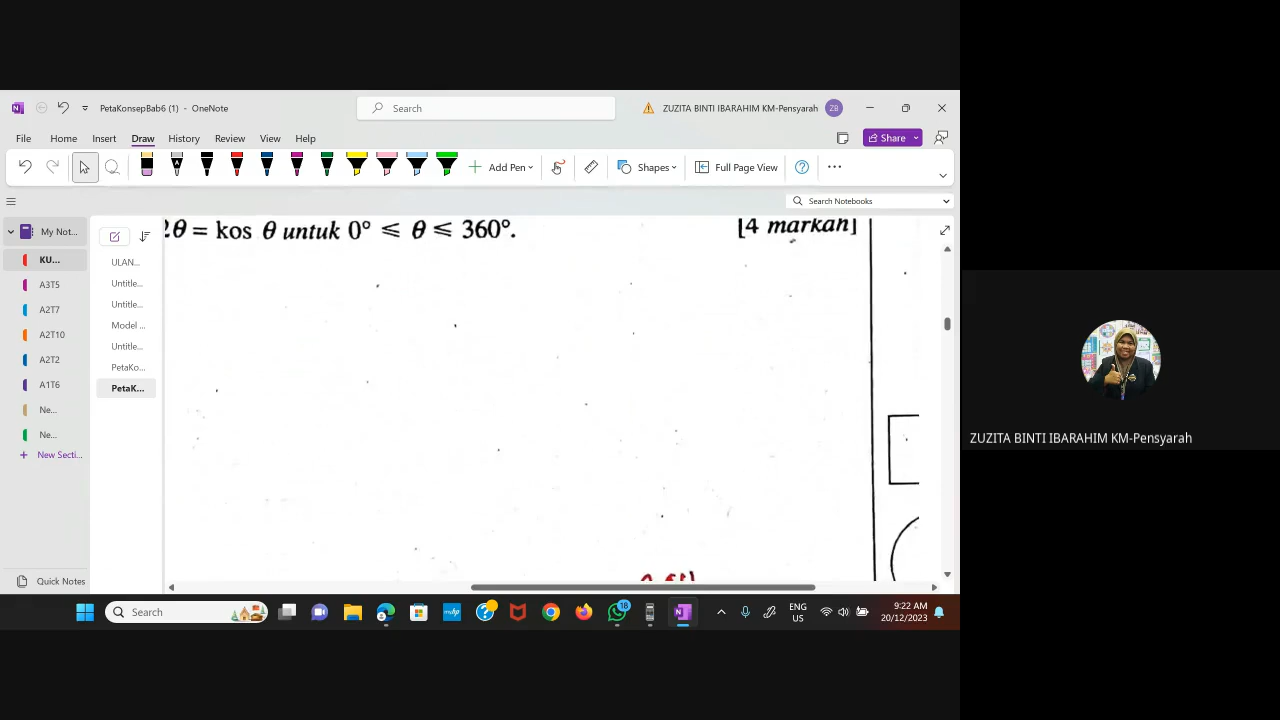 PetaKonsepBab6 (1) - OneNote
Search
ZUZITA BINTI IBARAHIM KM-Pensyarah
ZB
File Home Insert Draw History Review View Help
Share
Add Pen
Shapes
Full Page View
Search Notebooks
My Not...
KU...
A3T5
A2T7
A2T10
A2T2
A1T6
Ne...
Ne...
New Secti...
Quick Notes
ULAN...
Untitle...
Untitle...
Model ...
Untitle...
PetaKo...
PetaK...
2θ = kos θ untuk 0° ≤ θ ≤ 360°.
[4 markah]
ZUZITA BINTI IBARAHIM KM-Pensyarah
Search
18
ENG
US
9:22 AM
20/12/2023